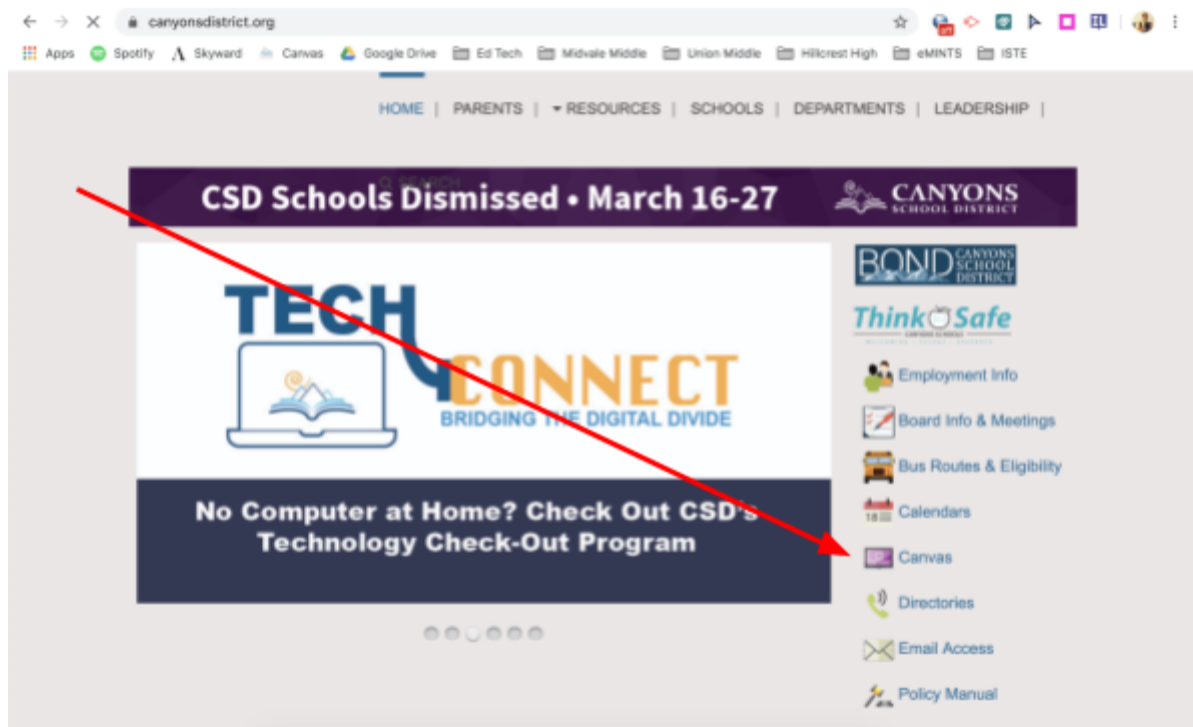 canyonsdistrict.org
Apps Spotify Skyward Canvas Google Drive Ed Tech Midvale Middle Union Middle Hillcrest High eMINTS ISTE
HOME | PARENTS | RESOURCES | SCHOOLS | DEPARTMENTS | LEADERSHIP |
SEARCH
CSD Schools Dismissed • March 16-27
CANYONS
SCHOOL DISTRICT
BOND CANYONS
SCHOOL
DISTRICT
Think Safe
TECH
CONNECT
BRIDGING THE DIGITAL DIVIDE
No Computer at Home? Check Out CSD's
Technology Check-Out Program
Employment Info
Board Info & Meetings
Bus Routes & Eligibility
18
Calendars
Canvas
Directories
Email Access
Policy Manual